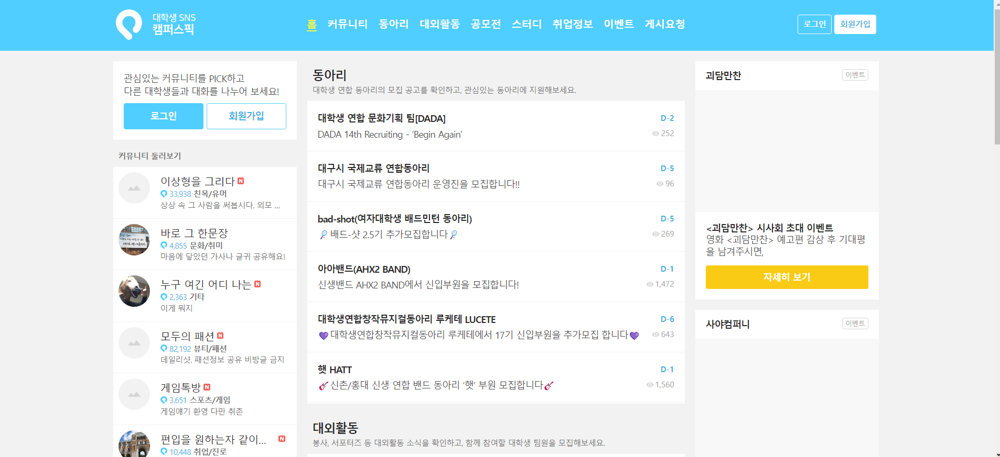 대학생 SNS
캠퍼스픽
홈 커뮤니티 동아리 대외활동 공모전 스터디 취업정보 이벤트 게시요청
로그인 회원가입
관심있는 커뮤니티를 PICK하고
다른 대학생들과 대화를 나누어 보세요!
로그인 회원가입
커뮤니티 둘러보기
이상형을 그리다 N
33,938 친목/유머
상상 속 그 사람을 써봅시다. 외모 ...
바로 그 한문장
4,855 문화/취미
마음에 닿았던 가사나 글귀 공유해요!
누구 여긴 어디 나는 N
2,363 기타
이게 뭐지
모두의 패션 N
82,192 뷰티/패션
데일리샷. 패션정보 공유 비방글 금지
게임톡방 N
3,651 스포츠/게임
게임얘기 환영 다만 취존
편입을 원하는자 같이... N
10,448 취업/진로
동아리
대학생 연합 동아리의 모집 공고를 확인하고, 관심있는 동아리에 지원해보세요.
대학생 연합 문화기획 팀[DADA] D-2
DADA 14th Recruiting - ‘Begin Again’ 252
대구시 국제교류 연합동아리 D-5
대구시 국제교류 연합동아리 운영진을 모집합니다!! 96
bad-shot(여자대학생 배드민턴 동아리) D-5
배드-샷 2.5기 추가모집합니다 269
아아밴드(AHX2 BAND) D-1
신생밴드 AHX2 BAND에서 신입부원을 모집합니다! 1,472
대학생연합창작뮤지컬동아리 루케테 LUCETE D-6
💜대학생연합창작뮤지컬동아리 루케테에서 17기 신입부원을 추가모집 합니다💜 643
햇 HATT D-1
🎸신촌/홍대 신생 연합 밴드 동아리 ‘햇’ 부원 모집합니다🎸 1,560
대외활동
봉사, 서포터즈 등 대외활동 소식을 확인하고, 함께 참여할 대학생 팀원을 모집해보세요.
괴담만찬 이벤트
<괴담만찬> 시사회 초대 이벤트
영화 <괴담만찬> 예고편 감상 후 기대평
을 남겨주시면,
자세히 보기
사야컴퍼니 이벤트